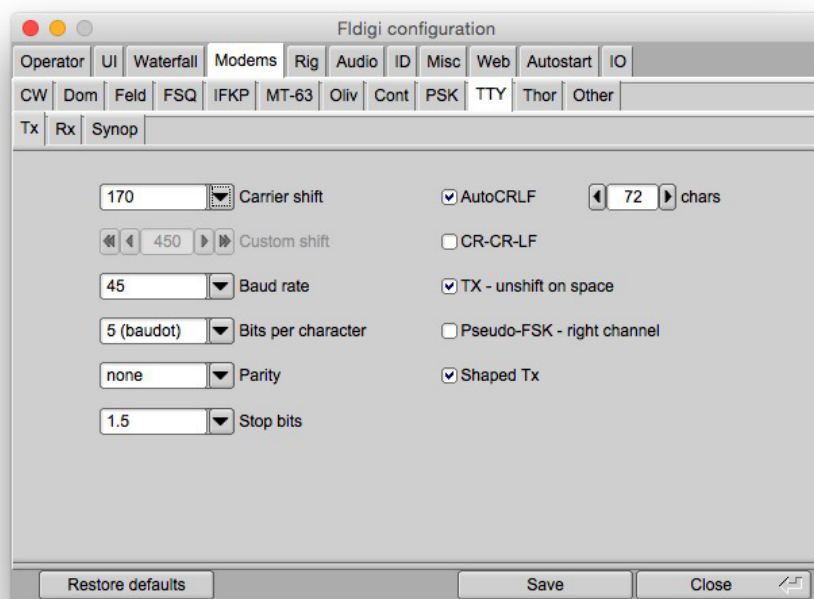 Fldigi configuration
Operator UI Waterfall Modems Rig Audio ID Misc Web Autostart IO
CW Dom Feld FSQ IFKP MT-63 Oliv Cont PSK TTY Thor Other
Tx Rx Synop
170 Carrier shift AutoCRLF 72 chars
450 Custom shift CR-CR-LF
45 Baud rate TX - unshift on space
5 (baudot) Bits per character Pseudo-FSK - right channel
none Parity Shaped Tx
1.5 Stop bits
Restore defaults Save Close